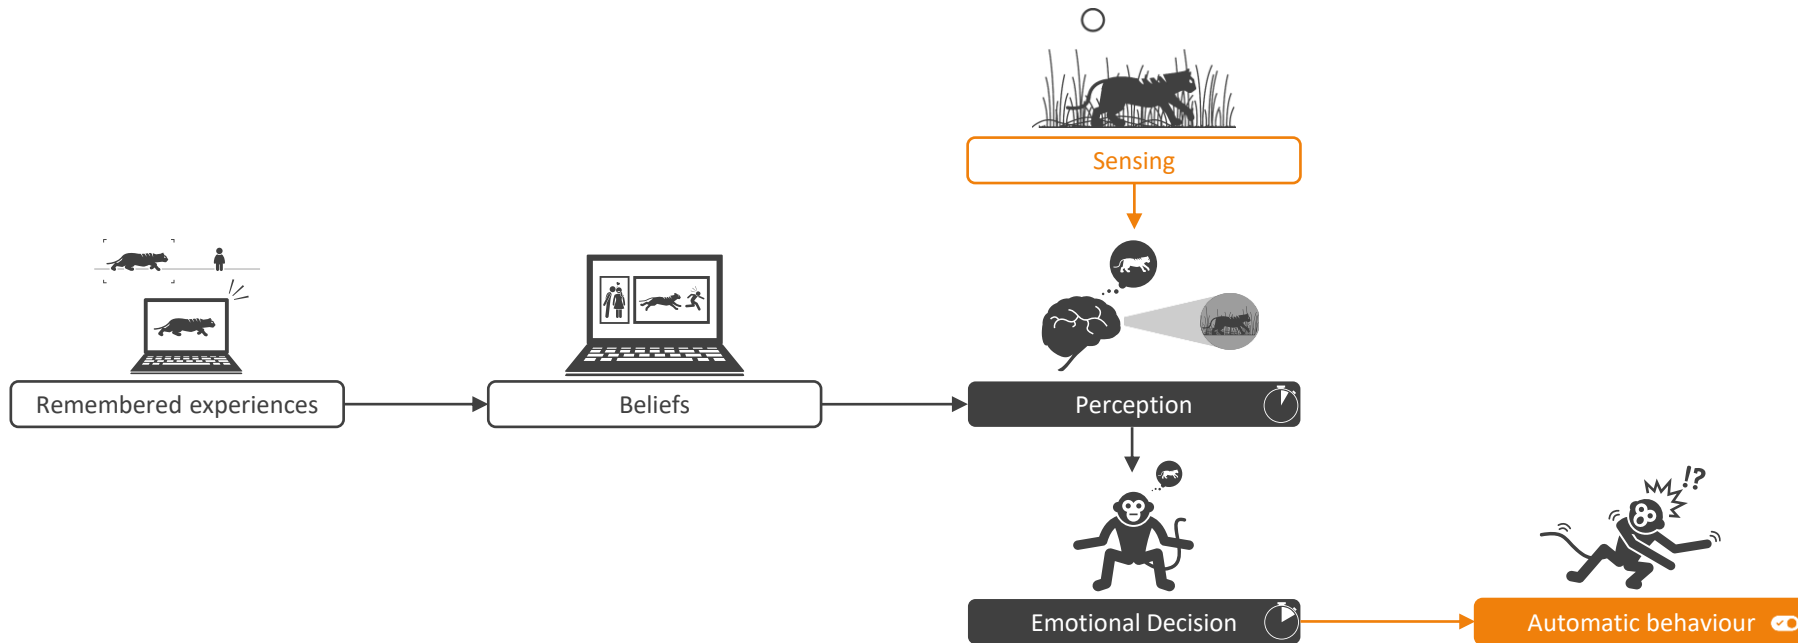 Sensing
Remembered experiences
Beliefs
Perception
!?
Emotional Decision
Automatic behaviour